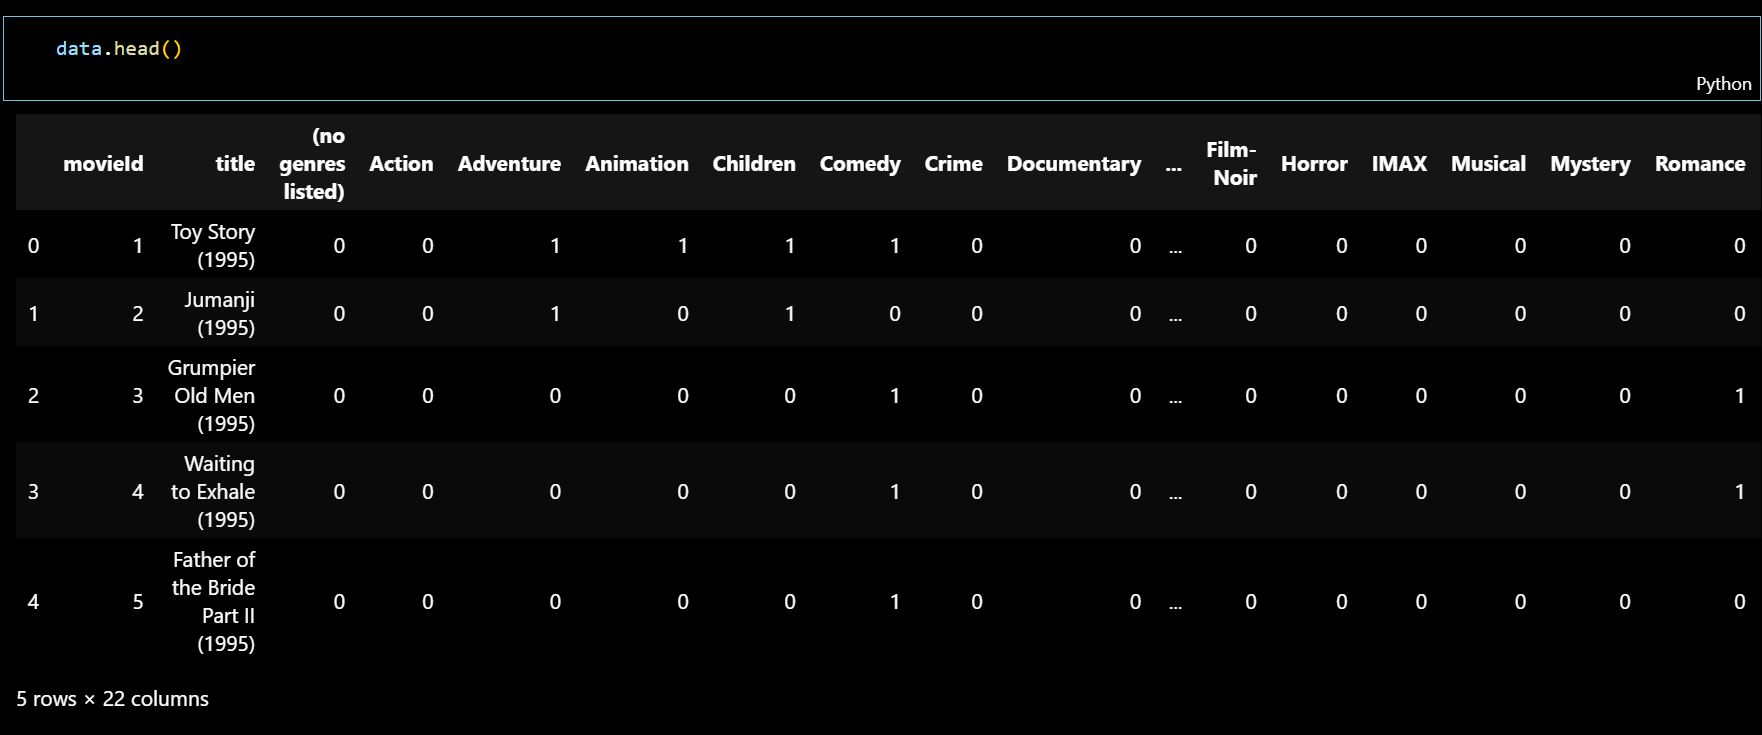 data.head()
Python
movieId title (no genres listed) Action Adventure Animation Children Comedy Crime Documentary ... Film-Noir Horror IMAX Musical Mystery Romance
0 1 Toy Story (1995) 0 0 1 1 1 1 0 0 ... 0 0 0 0 0 0
1 2 Jumanji (1995) 0 0 1 0 1 0 0 0 ... 0 0 0 0 0 0
2 3 Grumpier Old Men (1995) 0 0 0 0 0 1 0 0 ... 0 0 0 0 0 1
3 4 Waiting to Exhale (1995) 0 0 0 0 0 1 0 0 ... 0 0 0 0 0 1
4 5 Father of the Bride Part II (1995) 0 0 0 0 0 1 0 0 ... 0 0 0 0 0 0
5 rows × 22 columns